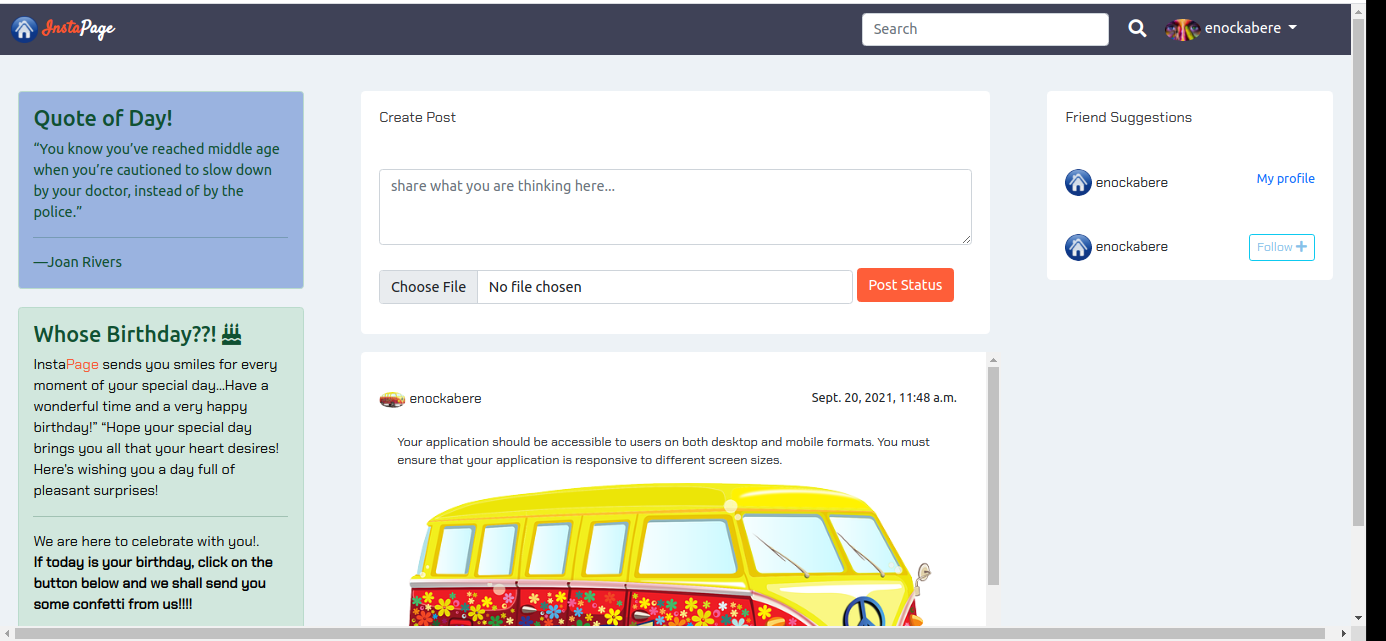 InstaPage
Search
enockabere
Quote of Day!
“You know you’ve reached middle age
when you’re cautioned to slow down
by your doctor, instead of by the
police.”
—Joan Rivers
Whose Birthday??!
InstaPage sends you smiles for every
moment of your special day...Have a
wonderful time and a very happy
birthday!” “Hope your special day
brings you all that your heart desires!
Here's wishing you a day full of
pleasant surprises!
We are here to celebrate with you!.
If today is your birthday, click on the
button below and we shall send you
some confetti from us!!!!
Create Post
share what you are thinking here...
Choose File No file chosen
Post Status
enockabere
Sept. 20, 2021, 11:48 a.m.
Your application should be accessible to users on both desktop and mobile formats. You must
ensure that your application is responsive to different screen sizes.
Friend Suggestions
enockabere
My profile
enockabere
Follow